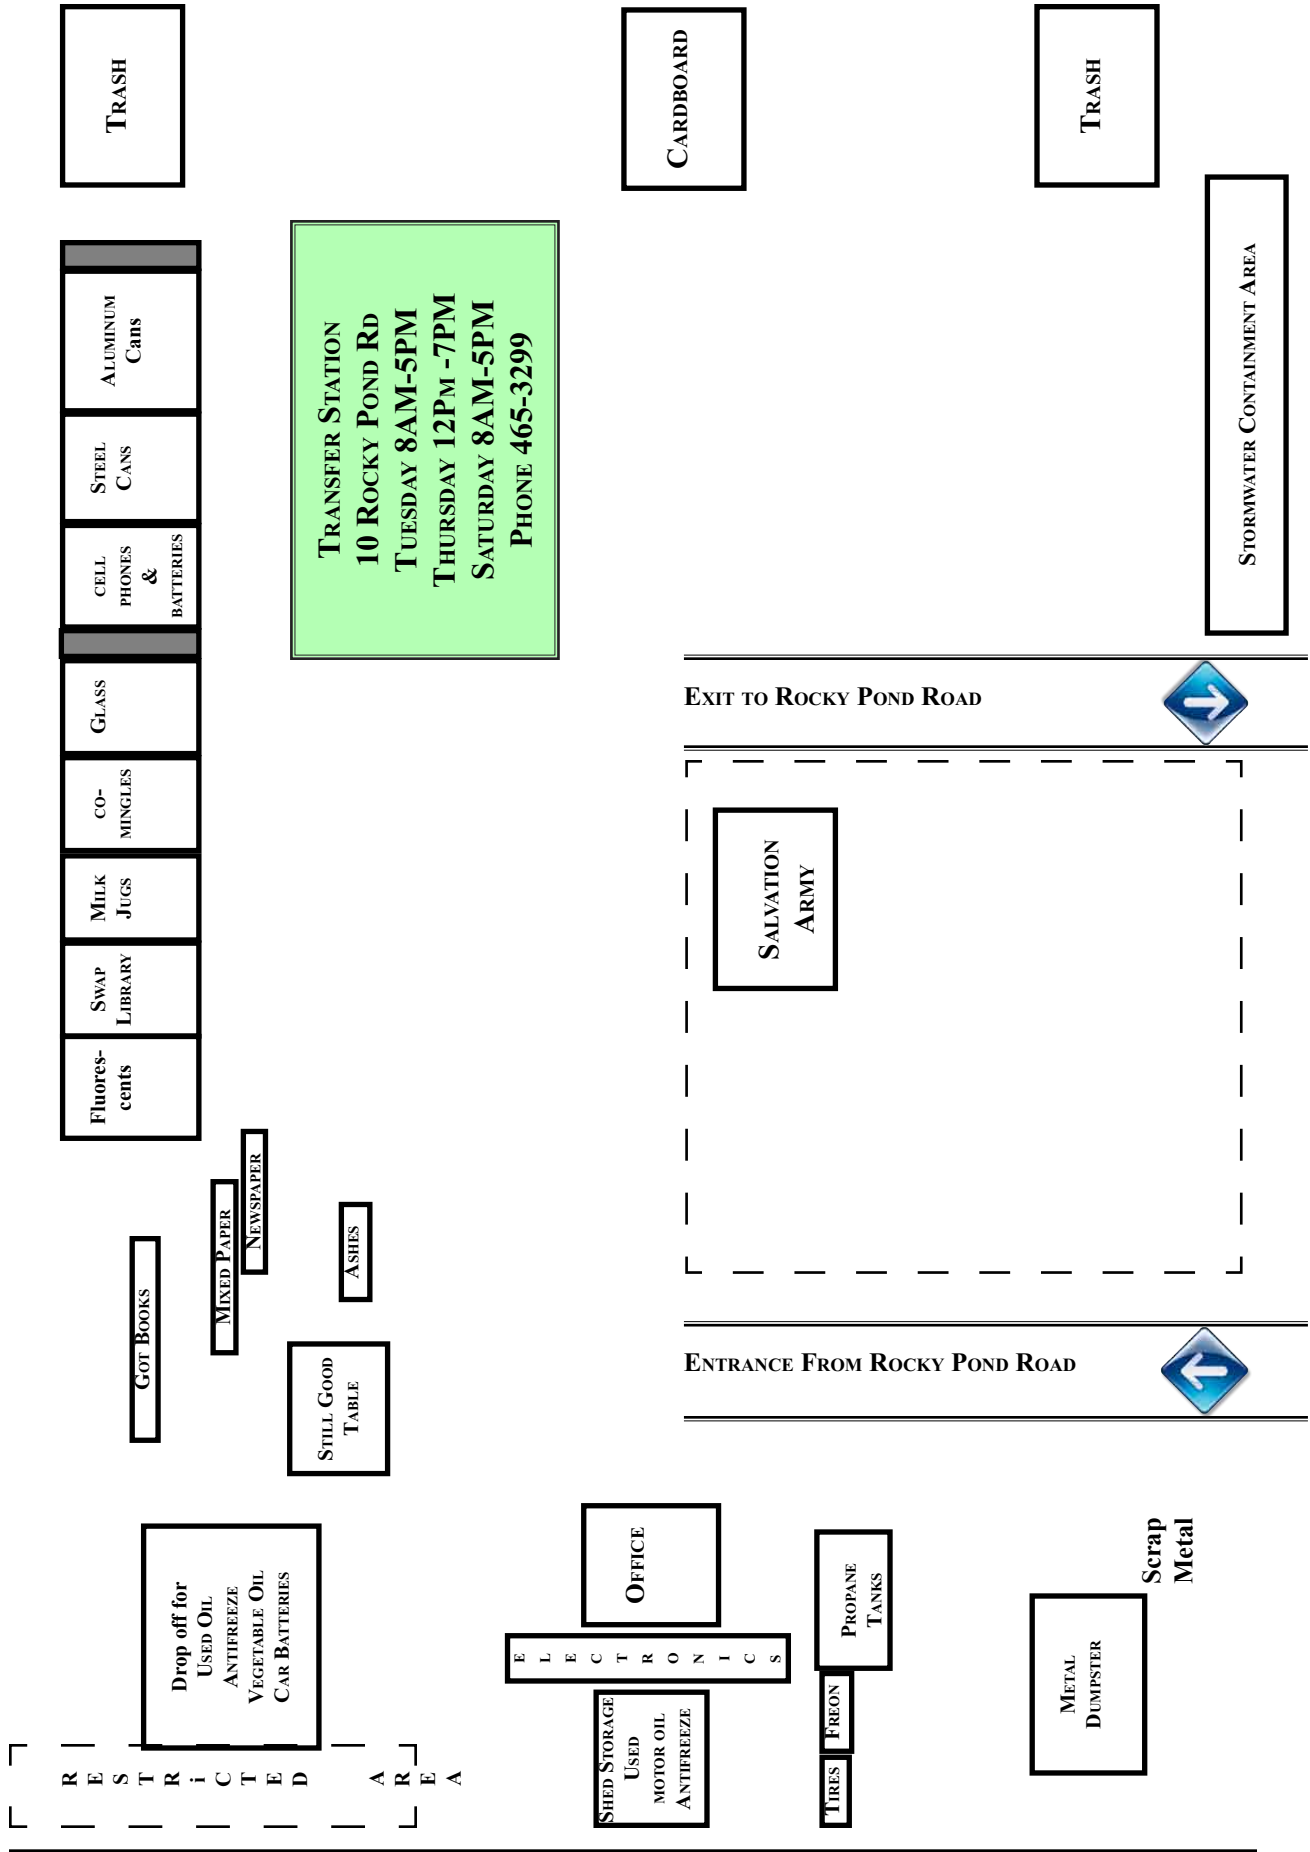 Trash
Cardboard
Trash
Aluminum
Cans
Steel
Cans
cell
phones
&
batteries
Glass
co-
mingles
Milk
Jugs
Swap
Library
Fluores-
cents
Transfer Station
10 Rocky Pond Rd
Tuesday 8AM-5PM
Thursday 12Pm -7PM
Saturday 8AM-5PM
Phone 465-3299
Stormwater Containment Area
Exit to Rocky Pond Road
Salvation
Army
Entrance From Rocky Pond Road
Newspaper
Mixed Paper
Got Books
Ashes
Still Good
Table
Drop off for
Used Oil
Antifreeze
Vegetable Oil
Car Batteries
RESTRiCTED AREA
Office
ELECTRONICS
Shed Storage
Used
motor oil
Antifreeze
Propane
Tanks
Freon
Tires
Scrap
Metal
Metal
Dumpster